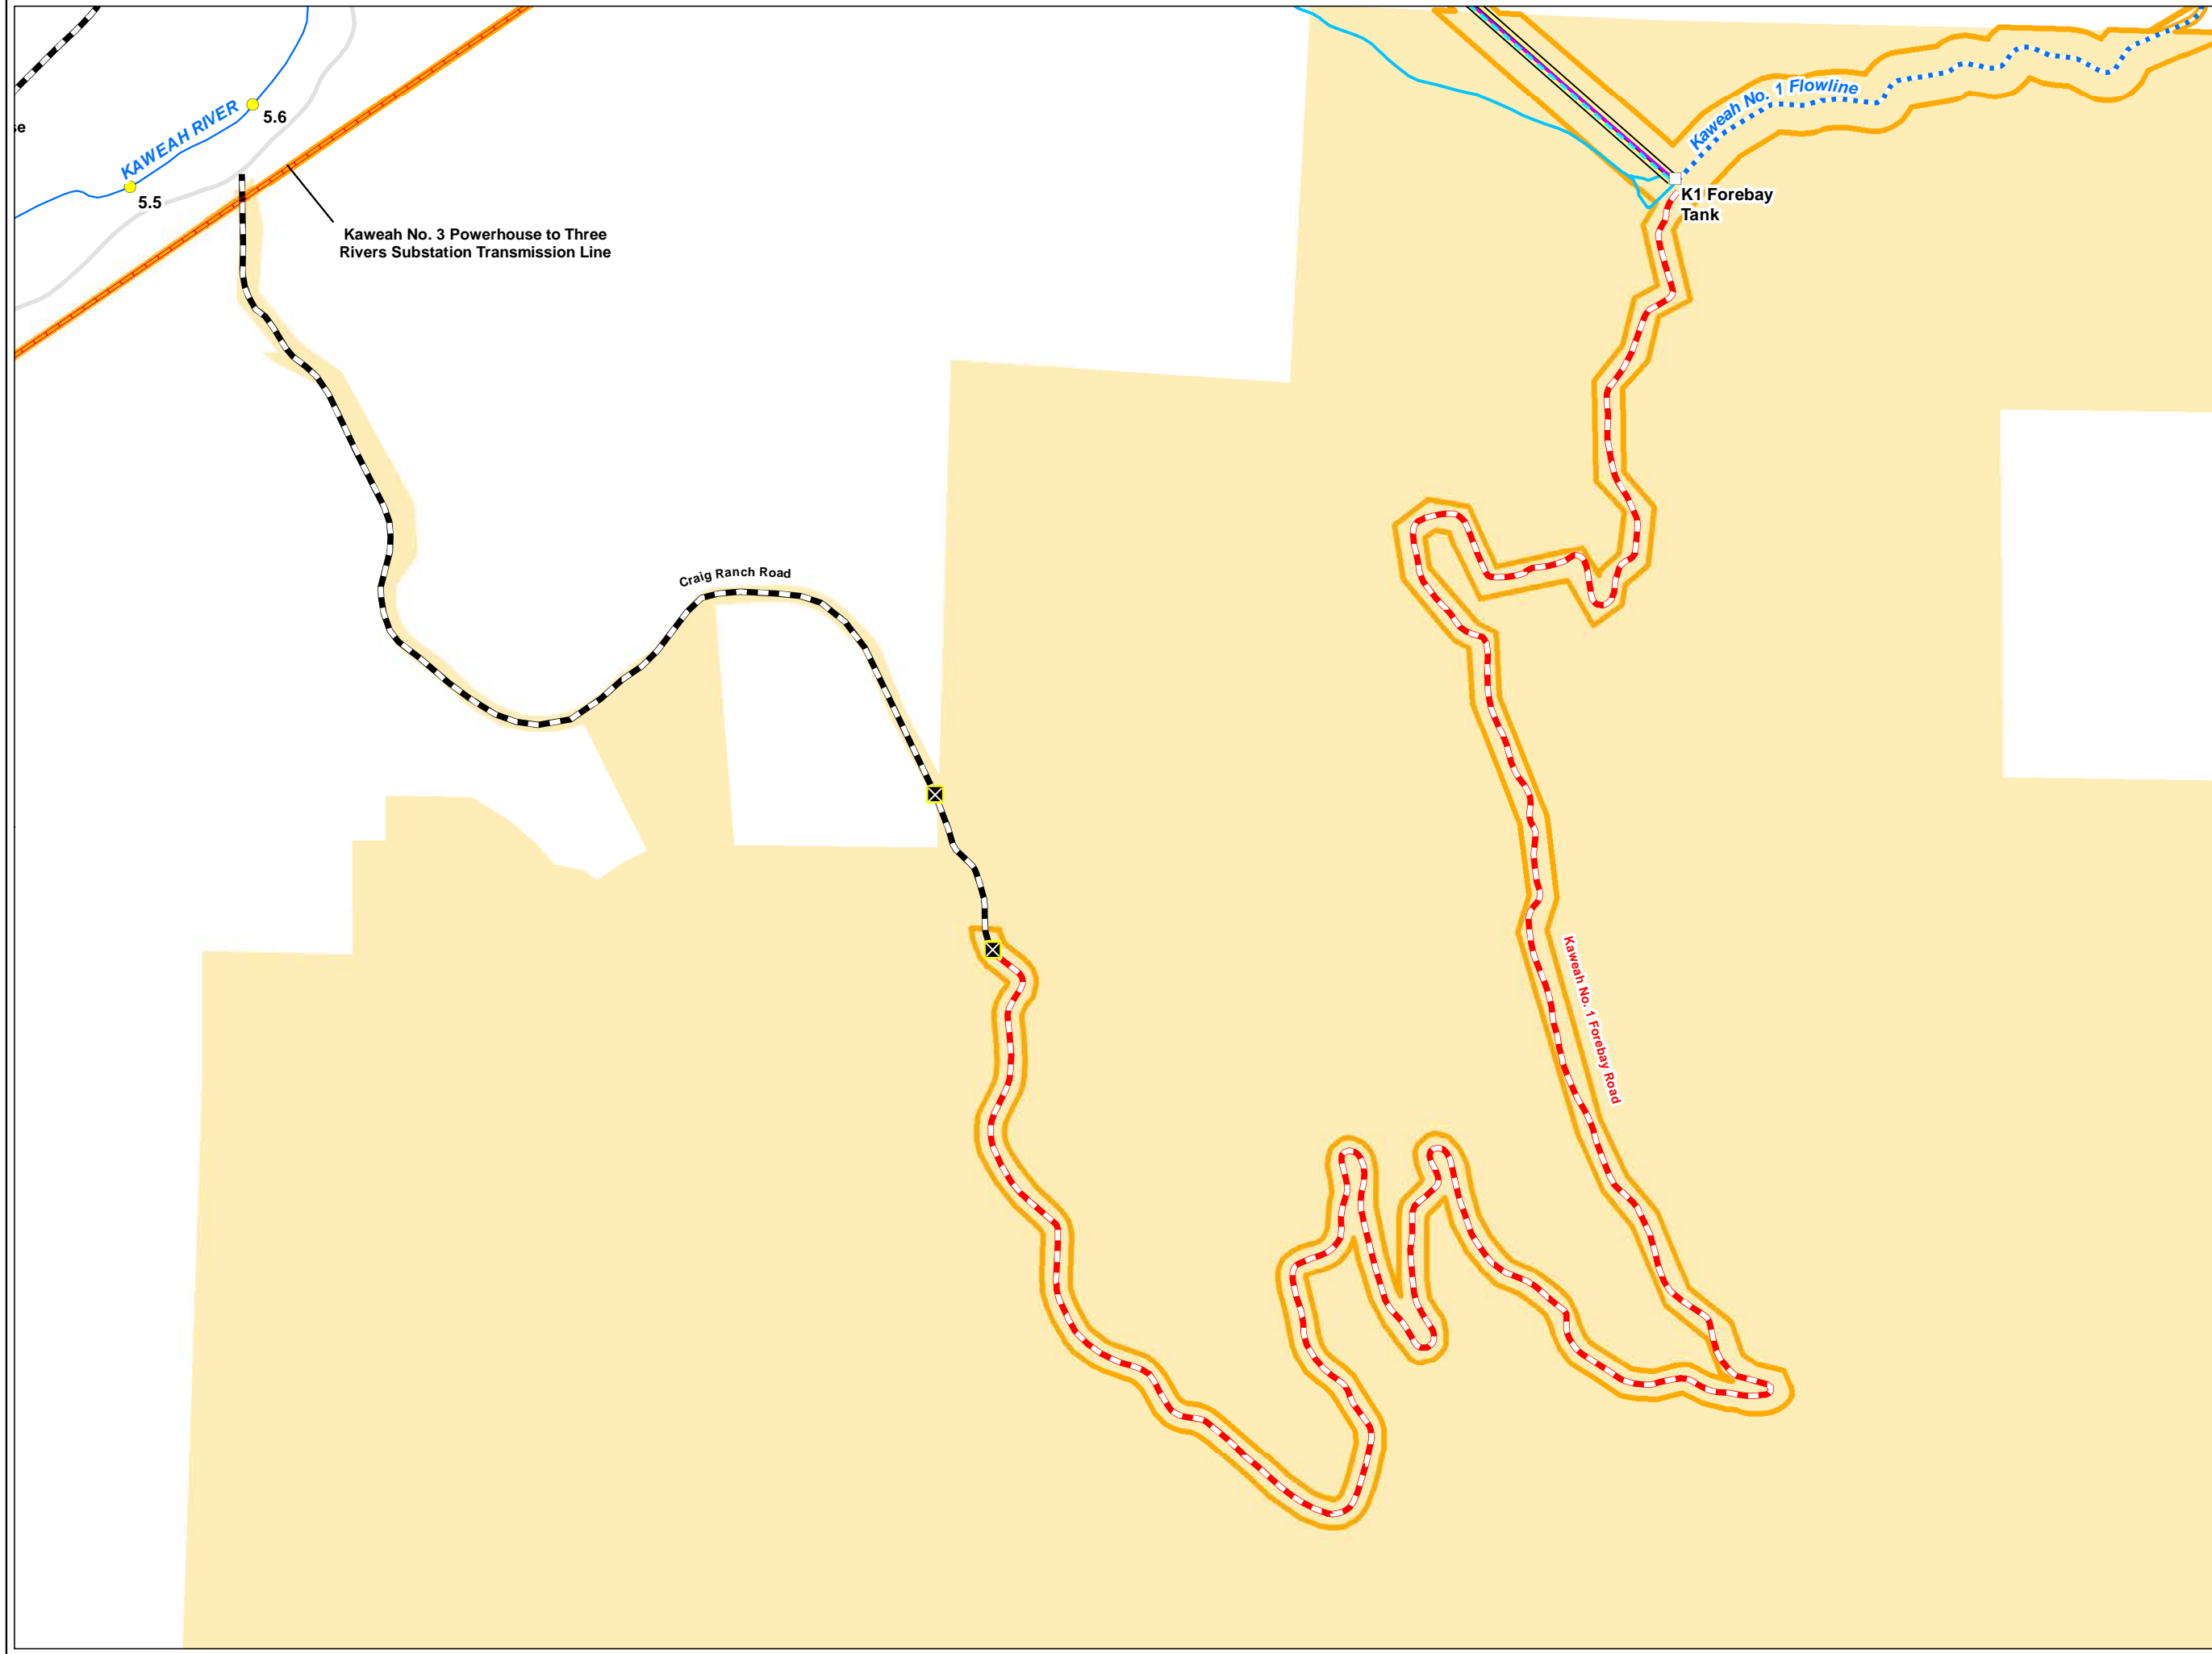 Kaweah No. 1 Flowline
KAWEAH RIVER
5.6
se
5.5
K1 Forebay
Tank
Kaweah No. 3 Powerhouse to Three
Rivers Substation Transmission Line
Craig Ranch Road
Kaweah No. 1 Forebay Road